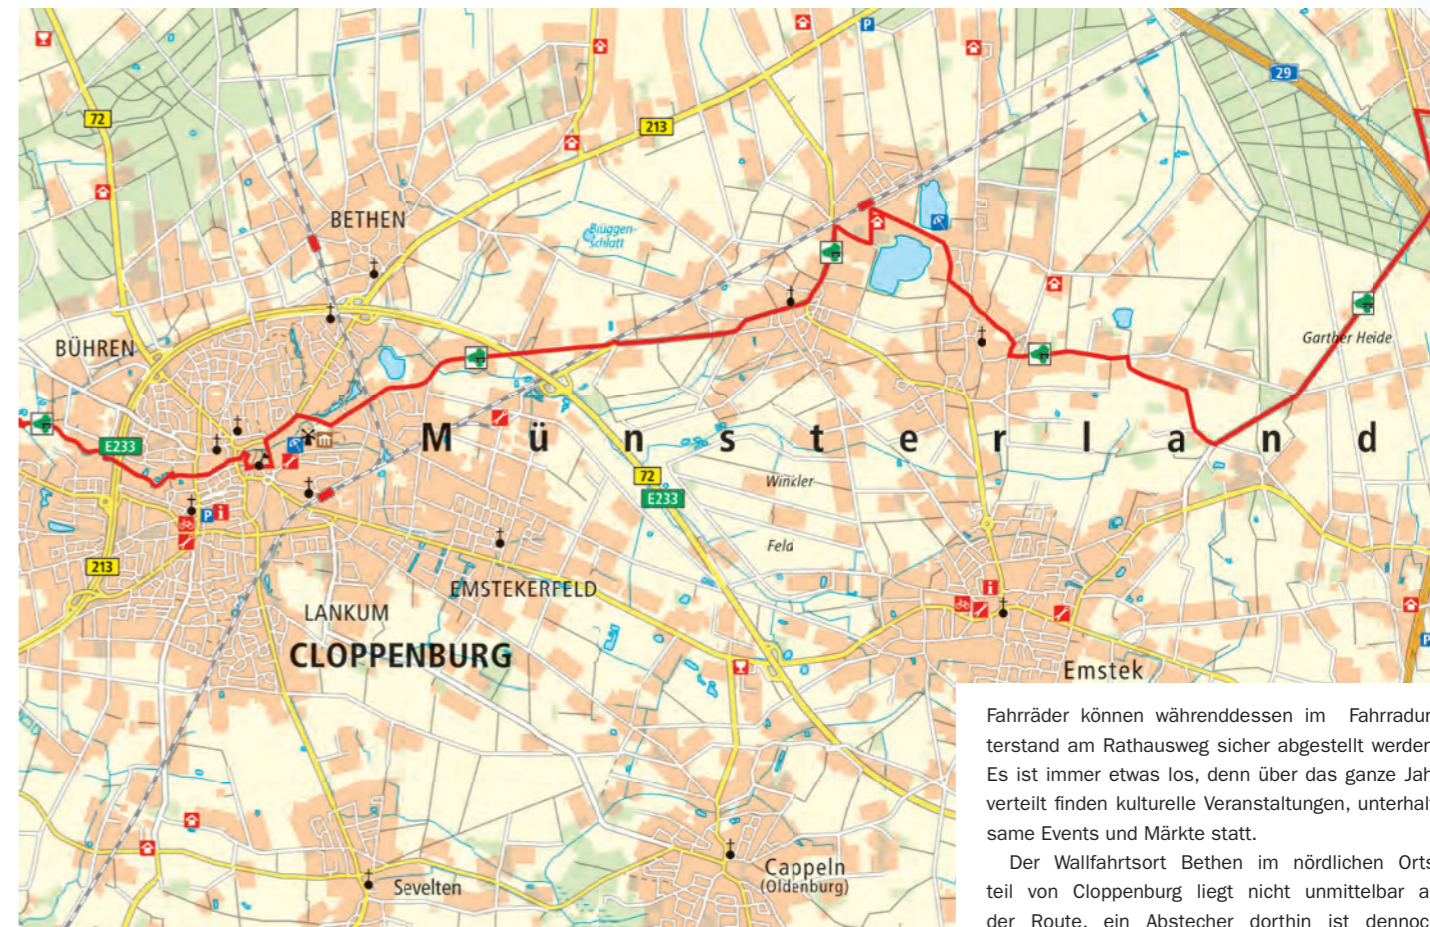 29
72
213
BETHEN
Brüggen-
schlatt
BÜHREN
Garther Heide
E233
Münsterland
72
E233
Winkler
Feld
213
EMSTEKERFELD
LANKUM
CLOPPENBURG
Emstek
Cappeln
(Oldenburg)
Sevelten
P
P
P
i
i
Fahrräder können währenddessen im Fahrradun
terstand am Rathausweg sicher abgestellt werden
Es ist immer etwas los, denn über das ganze Jah
verteilt finden kulturelle Veranstaltungen, unterhal
same Events und Märkte statt.
Der Wallfahrtsort Bethen im nördlichen Orts
teil von Cloppenburg liegt nicht unmittelbar a
der Route, ein Abstecher dorthin ist dennoc